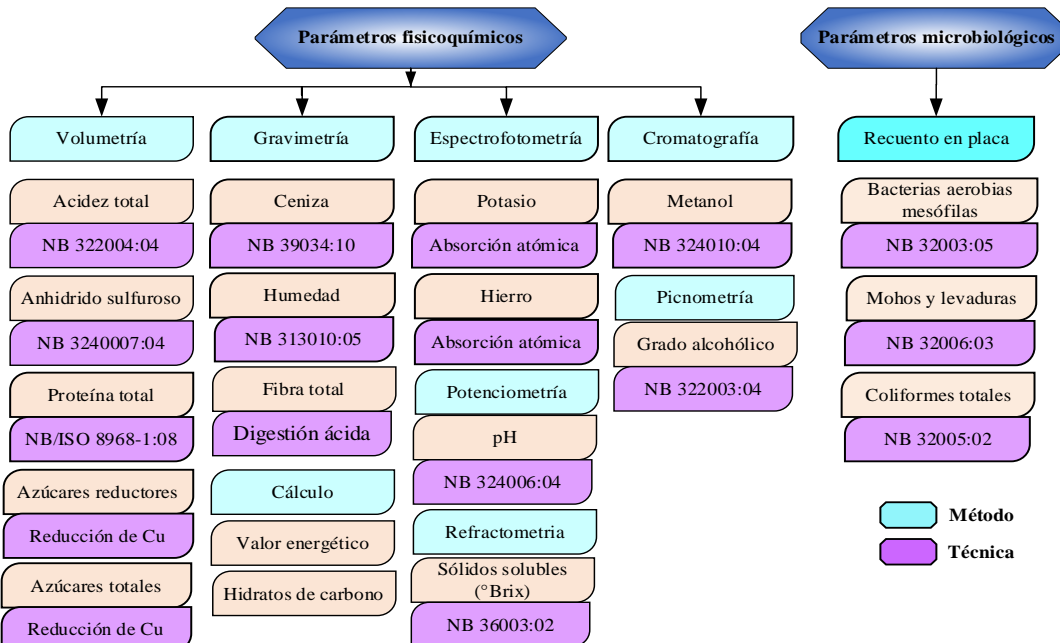 Parámetros fisicoquímicos
Volumetría
Acidez total
NB 322004:04
Anhidrido sulfuroso
NB 3240007:04
Proteína total
NB/ISO 8968-1:08
Azúcares reductores
Reducción de Cu
Azúcares totales
Reducción de Cu
Gravimetría
Ceniza
NB 39034:10
Humedad
NB 313010:05
Fibra total
Digestión ácida
Cálculo
Valor energético
Hidratos de carbono
Espectrofotometría
Potasio
Absorción atómica
Hierro
Absorción atómica
Potenciometría
pH
NB 324006:04
Refractometria
Sólidos solubles
(°Brix)
NB 36003:02
Cromatografía
Metanol
NB 324010:04
Picnometría
Grado alcohólico
NB 322003:04
Parámetros microbiológicos
Recuento en placa
Bacterias aerobias
mesófilas
NB 32003:05
Mohos y levaduras
NB 32006:03
Coliformes totales
NB 32005:02
Método
Técnica